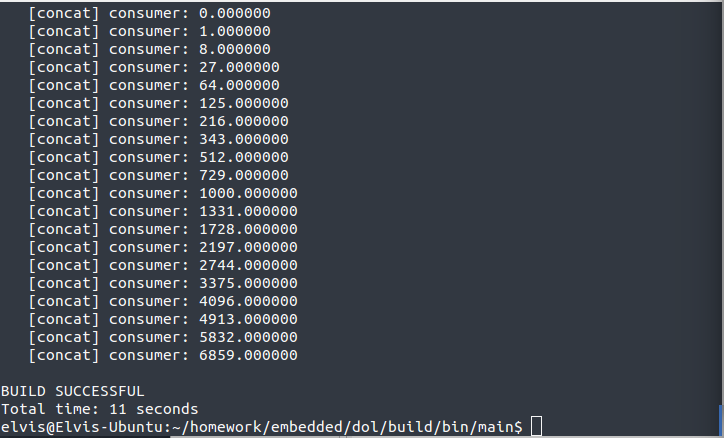 [concat] consumer: 0.000000
[concat] consumer: 1.000000
[concat] consumer: 8.000000
[concat] consumer: 27.000000
[concat] consumer: 64.000000
[concat] consumer: 125.000000
[concat] consumer: 216.000000
[concat] consumer: 343.000000
[concat] consumer: 512.000000
[concat] consumer: 729.000000
[concat] consumer: 1000.000000
[concat] consumer: 1331.000000
[concat] consumer: 1728.000000
[concat] consumer: 2197.000000
[concat] consumer: 2744.000000
[concat] consumer: 3375.000000
[concat] consumer: 4096.000000
[concat] consumer: 4913.000000
[concat] consumer: 5832.000000
[concat] consumer: 6859.000000
BUILD SUCCESSFUL
Total time: 11 seconds
elvis@Elvis-Ubuntu:~/homework/embedded/dol/build/bin/main$